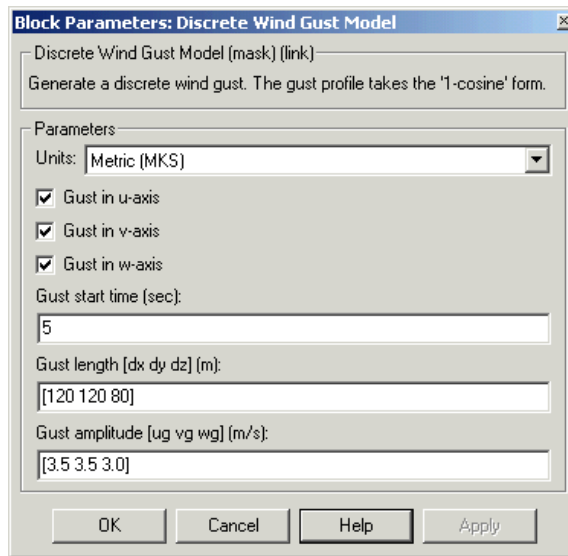 Block Parameters: Discrete Wind Gust Model
Discrete Wind Gust Model (mask) (link)
Generate a discrete wind gust. The gust profile takes the '1-cosine' form.
Parameters
Units: Metric (MKS)
Gust in u-axis
Gust in v-axis
Gust in w-axis
Gust start time (sec):
5
Gust length [dx dy dz] (m):
[120 120 80]
Gust amplitude [ug vg wg] (m/s):
[3.5 3.5 3.0]
OK Cancel Help Apply